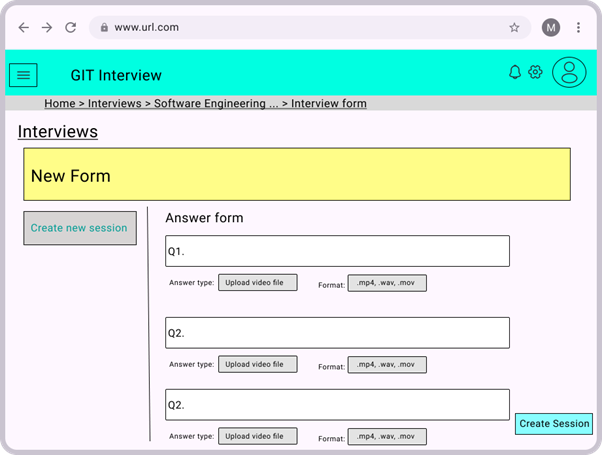 www.url.com
M
GIT Interview
Home > Interviews > Software Engineering ... > Interview form
Interviews
New Form
Create new session
Answer form
Q1.
Answer type: Upload video file Format: .mp4, .wav, .mov
Q2.
Answer type: Upload video file Format: .mp4, .wav, .mov
Q2.
Create Session
Answer type: Upload video file Format: .mp4, .wav, .mov